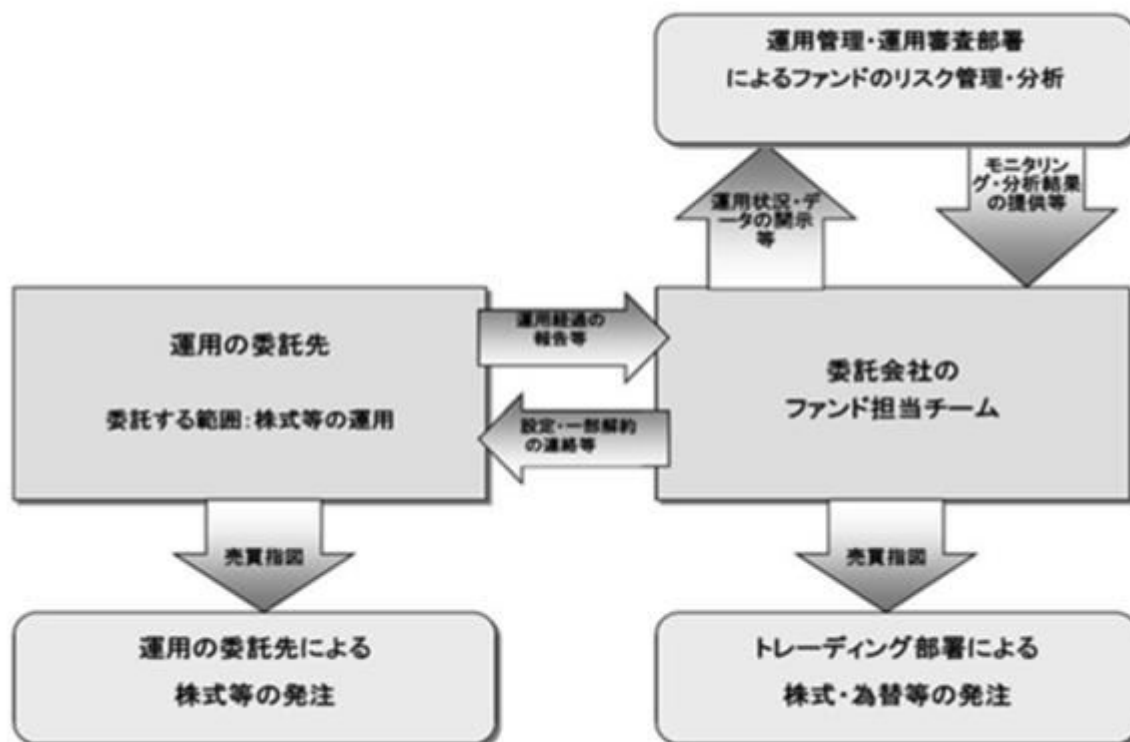 運用管理・運用審査部署
によるファンドのリスク管理・分析
運用状況・デ
ータの開示
等
モニタリン
グ・分析結果
の提供等
運用の委託先
委託する範囲：株式等の運用
運用経過の
報告等
設定・一部解約
の連絡等
委託会社の
ファンド担当チーム
売買指図
売買指図
運用の委託先による
株式等の発注
トレーディング部署による
株式・為替等の発注